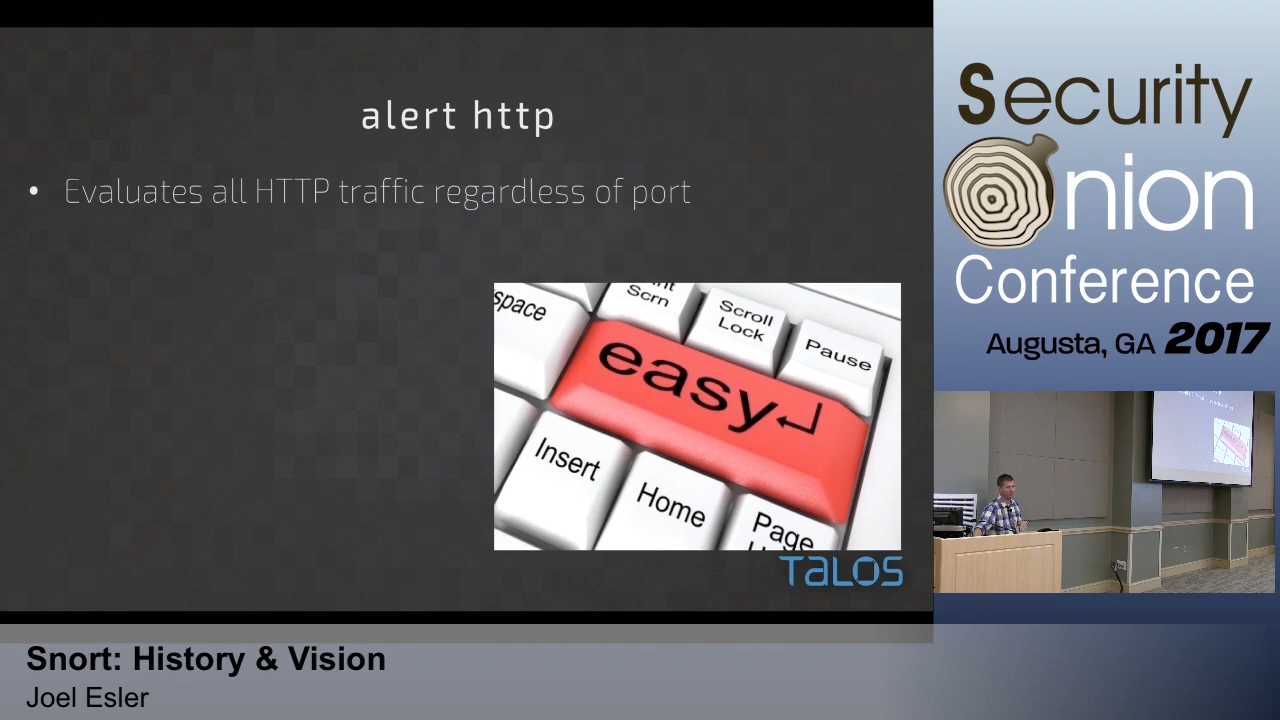 alert http
• Evaluates all HTTP traffic regardless of port
Scrn
Scroll
Lock
Pause
easy
Insert
Home
Page
TALOS
Security
Onion
Conference
Augusta, GA 2017
Snort: History & Vision
Joel Esler